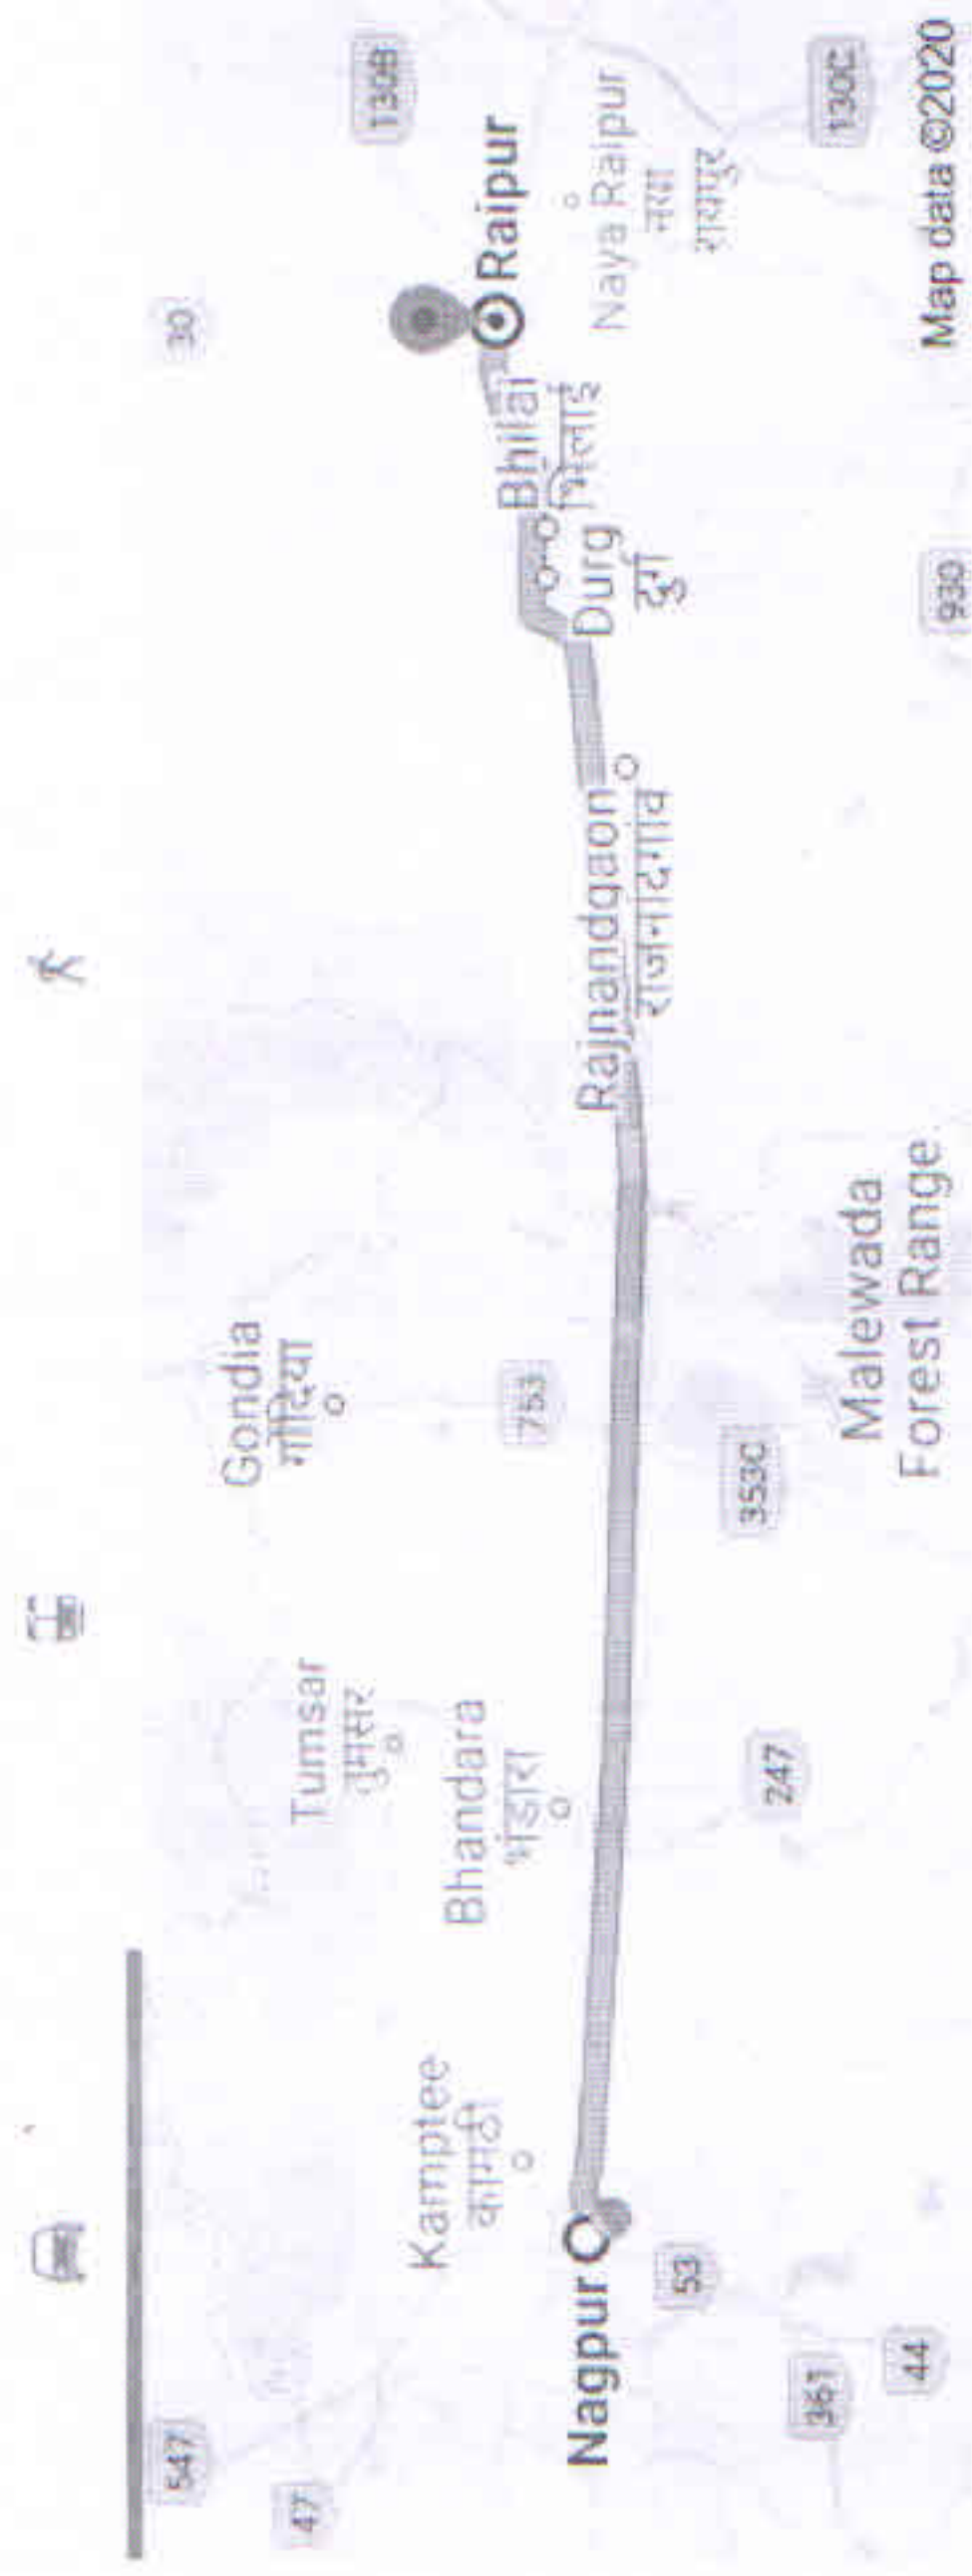 547
47
Kamptee
कामठी
Nagpur
53
361
44
Tumsar
तुमसर
Bhandara
भंडारा
247
Gondia
गोंदिया
753
353C
Malewada
Forest Range
Rajnandgaon
राजनांदगांव
Durg
दुर्ग
Bhilai
भिलाई
930
30
130B
Raipur
Naya Raipur
नया
रायपुर
130C
Map data ©2020